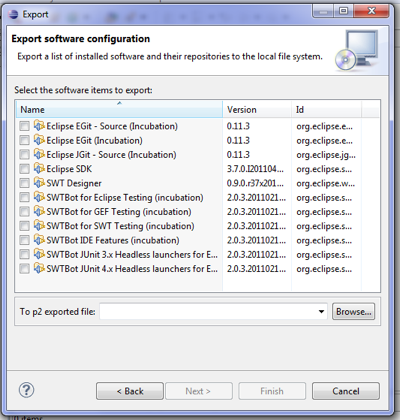 Export
Export software configuration
Export a list of installed software and their repositories to the local file system.
Select the software items to export:
Name Version Id
Eclipse EGit - Source (Incubation) 0.11.3 org.eclipse.e...
Eclipse EGit (Incubation) 0.11.3 org.eclipse.e...
Eclipse JGit - Source (Incubation) 0.11.3 org.eclipse.jg...
Eclipse SDK 3.7.0.I201104... org.eclipse.s...
SWT Designer 0.9.0.r37x201... org.eclipse.w...
SWTBot for Eclipse Testing (incubation) 2.0.3.2011021... org.eclipse.s...
SWTBot for GEF Testing (incubation) 2.0.3.2011021... org.eclipse.s...
SWTBot for SWT Testing (incubation) 2.0.3.2011021... org.eclipse.s...
SWTBot IDE Features (incubation) 2.0.3.2011021... org.eclipse.s...
SWTBot JUnit 3.x Headless launchers for E... 2.0.3.2011021... org.eclipse.s...
SWTBot JUnit 4.x Headless launchers for E... 2.0.3.2011021... org.eclipse.s...
To p2 exported file: Browse...
? < Back Next > Finish Cancel